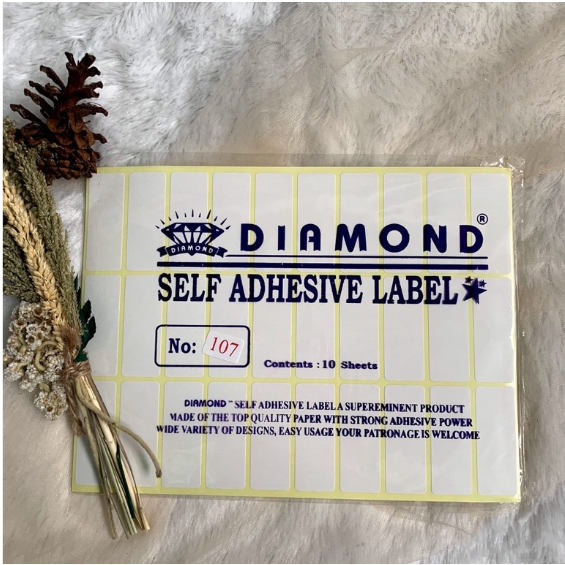 DIAMOND
DIAMOND®
SELF ADHESIVE LABEL
No: 107
Contents : 10 Sheets
DIAMOND™ SELF ADHESIVE LABEL A SUPEREMINENT PRODUCT
MADE OF THE TOP QUALITY PAPER WITH STRONG ADHESIVE POWER
WIDE VARIETY OF DESIGNS, EASY USAGE YOUR PATRONAGE IS WELCOME